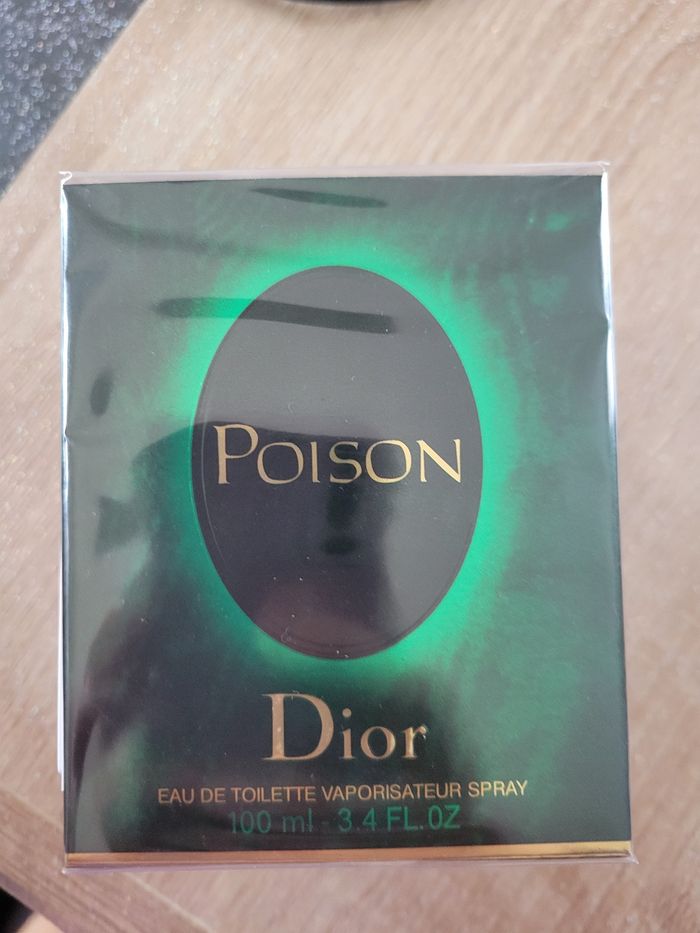 POISON
Dior
EAU DE TOILETTE VAPORISATEUR SPRAY
100 ml - 3.4 FL.OZ